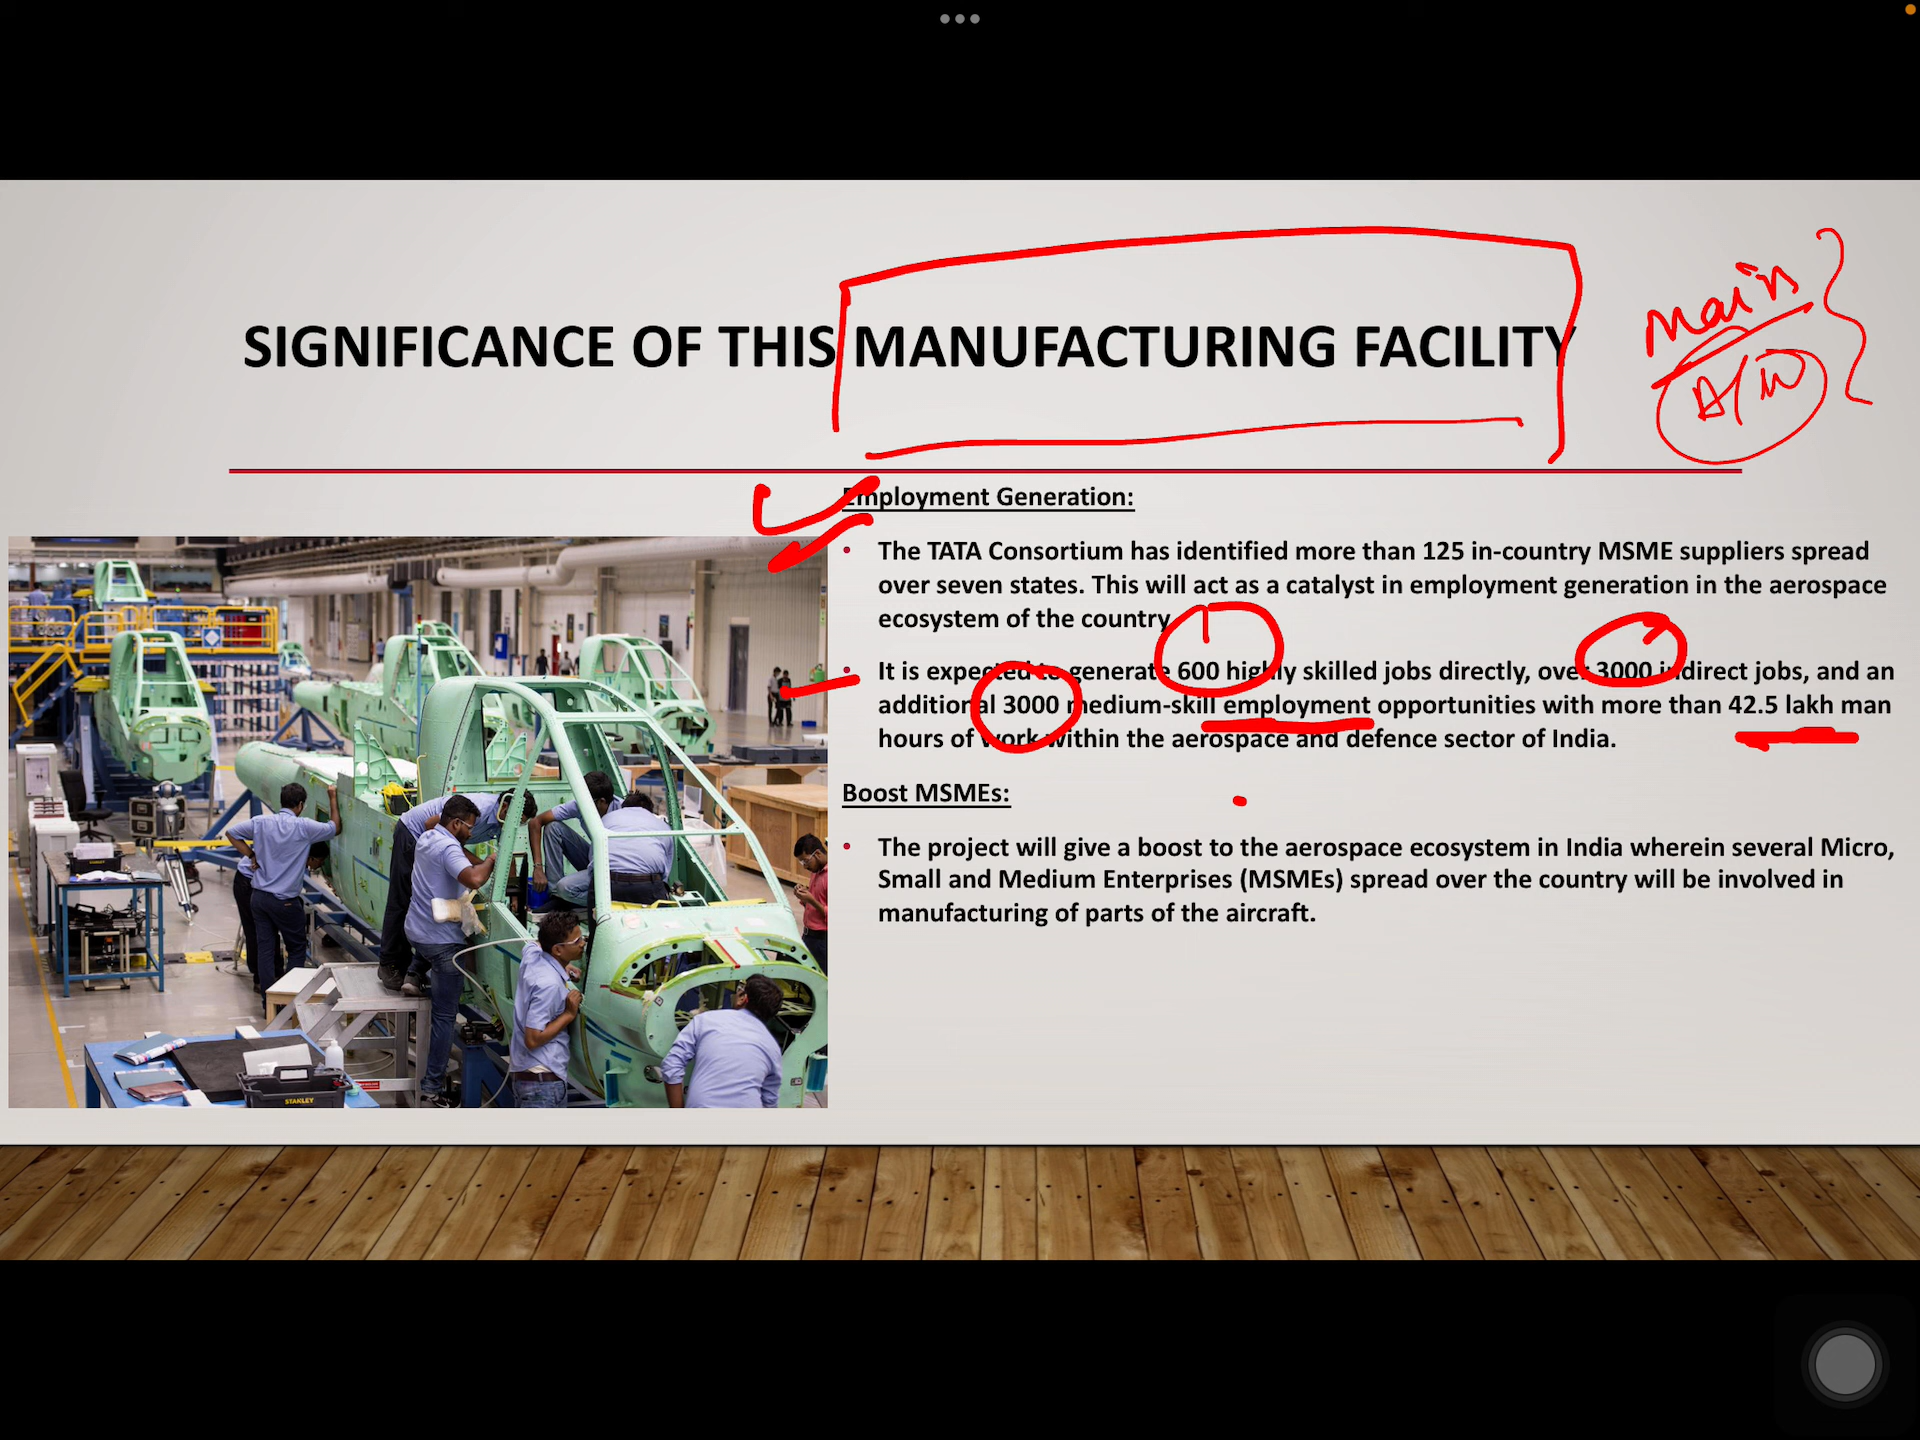 SIGNIFICANCE OF THIS MANUFACTURING FACILITY
Mains
A/W
Employment Generation:
• The TATA Consortium has identified more than 125 in-country MSME suppliers spread
over seven states. This will act as a catalyst in employment generation in the aerospace
ecosystem of the country.
• It is expected to generate 600 highly skilled jobs directly, over 3000 indirect jobs, and an
additional 3000 medium-skill employment opportunities with more than 42.5 lakh man
hours of work within the aerospace and defence sector of India.
Boost MSMEs:
• The project will give a boost to the aerospace ecosystem in India wherein several Micro,
Small and Medium Enterprises (MSMEs) spread over the country will be involved in
manufacturing of parts of the aircraft.
STANLEY